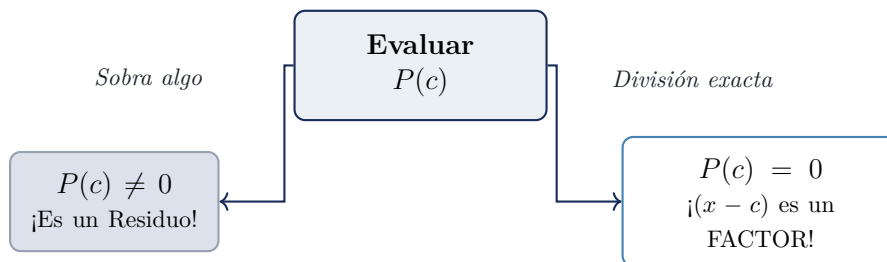 Evaluar
P(c)
Sobra algo
División exacta
P(c) ≠ 0
¡Es un Residuo!
P(c) = 0
¡(x − c) es un
FACTOR!